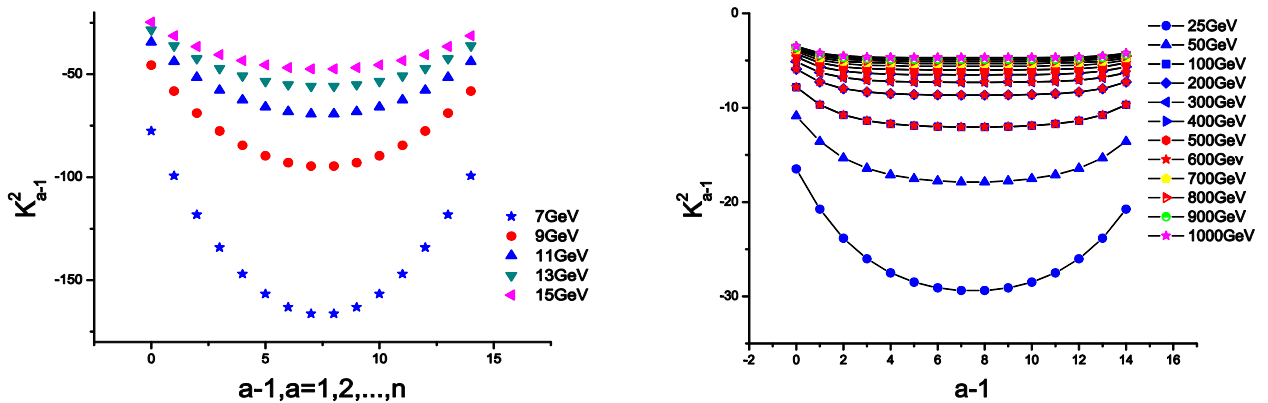 -50
-100
-150
0
5
10
15
K²ₐ₋₁
a-1,a=1,2,...,n
7GeV
9GeV
11GeV
13GeV
15GeV
0
-10
-20
-30
-2
0
2
4
6
8
10
12
14
16
K²ₐ₋₁
a-1
25GeV
50GeV
100GeV
200GeV
300GeV
400GeV
500GeV
600Gev
700GeV
800GeV
900GeV
1000GeV